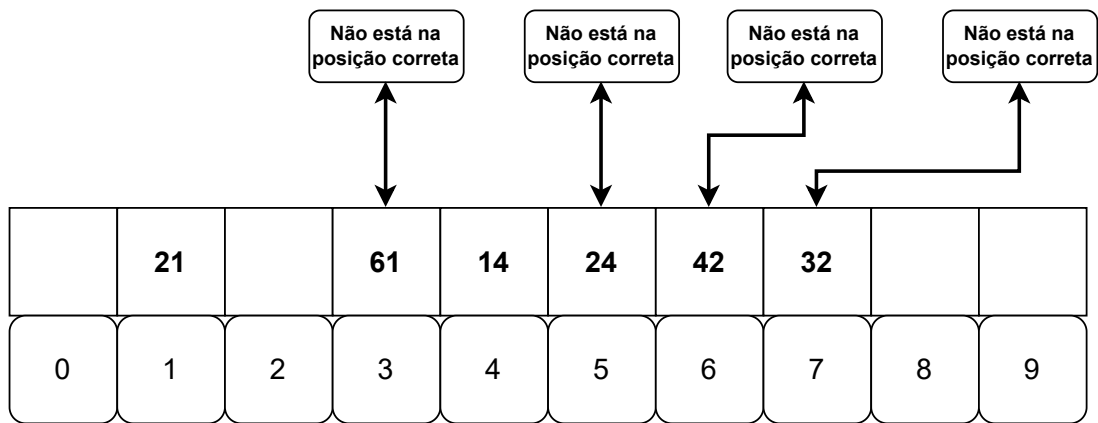 Não está na
posição correta
Não está na
posição correta
Não está na
posição correta
Não está na
posição correta
21 61 14 24 42 32
0 1 2 3 4 5 6 7 8 9